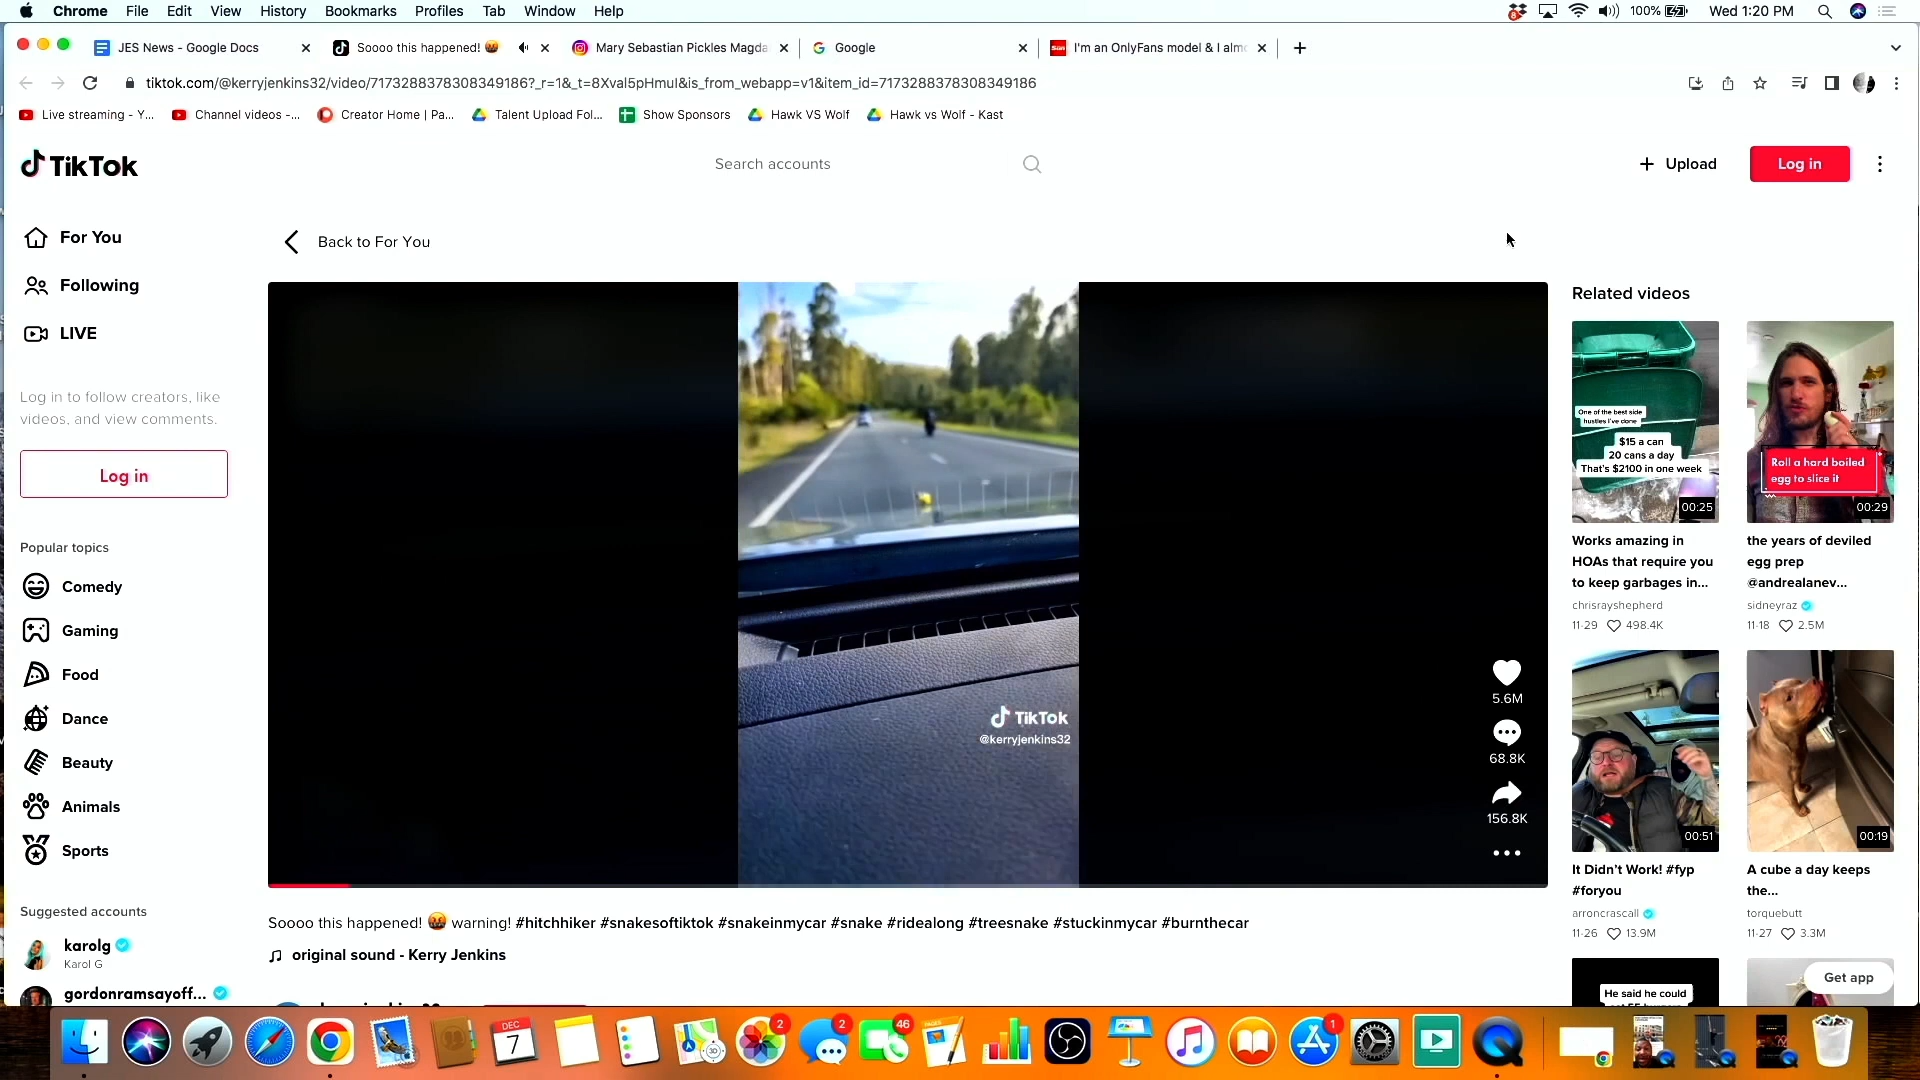 Chrome File Edit View History Bookmarks Profiles Tab Window Help
100% Wed 1:20 PM
JES News - Google Docs
Soooo this happened!
Mary Sebastian Pickles Magda
Google
I'm an OnlyFans model & I almo
tiktok.com/@kerryjenkins32/video/7173288378308349186?_r=1&_t=8Xval5pHmuI&is_from_webapp=v1&item_id=7173288378308349186
Live streaming - Y...
Channel videos -...
Creator Home | Pa...
Talent Upload Fol...
Show Sponsors
Hawk VS Wolf
Hawk vs Wolf - Kast
TikTok
Search accounts
Upload
Log in
For You
Following
LIVE
Log in to follow creators, like
videos, and view comments.
Log in
Popular topics
Comedy
Gaming
Food
Dance
Beauty
Animals
Sports
Suggested accounts
karolg
Karol G
gordonramsayoff...
Back to For You
TikTok
@kerryjenkins32
5.6M
68.8K
156.8K
Soooo this happened! 🤬 warning! #hitchhiker #snakesoftiktok #snakeinmycar #snake #ridealong #treesnake #stuckinmycar #burnthecar
original sound - Kerry Jenkins
Related videos
One of the best side
hustles I've done
$15 a can
20 cans a day
That's $2100 in one week
00:25
Works amazing in
HOAs that require you
to keep garbages in...
chrisrayshepherd
11-29 498.4K
Roll a hard boiled
egg to slice it
00:29
the years of deviled
egg prep
@andrealanev...
sidneyraz
11-18 2.5M
00:51
It Didn't Work! #fyp
#foryou
arroncrascall
11-26 13.9M
00:19
A cube a day keeps
the...
torquebutt
11-27 3.3M
He said he could
Get app
DEC
7
3D
2
2
46
PAGES
1